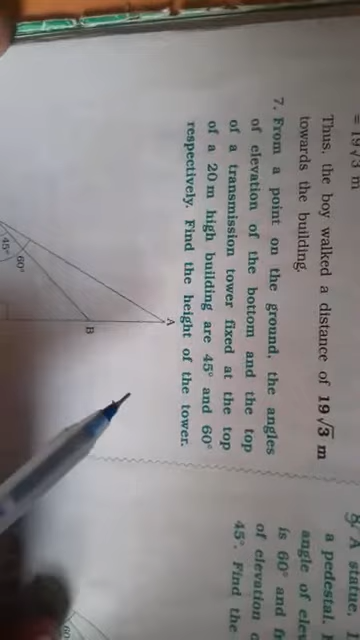 = 19√3 m
Thus, the boy walked a distance of 19√3 m
towards the building.
7. From a point on the ground, the angles
of elevation of the bottom and the top
of a transmission tower fixed at the top
of a 20 m high building are 45° and 60°
respectively. Find the height of the tower.
A
B
60°
45°
8. A statue,
a pedestal.
angle of ele
is 60° and
of elevation
45°. Find the
60